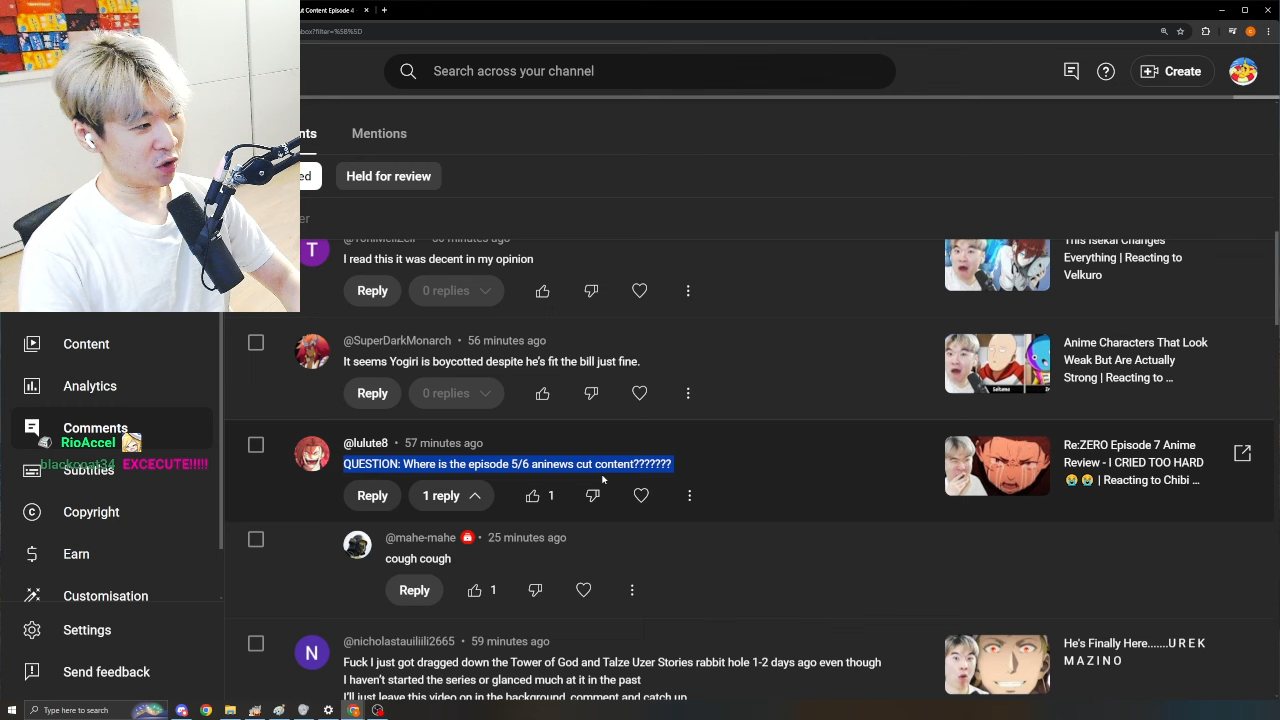 ut Content Episode 4
box?filter=%5B%5D
Search across your channel
Create
nts
Mentions
ed
Held for review
er
30 minutes ago
I read this it was decent in my opinion
Reply
0 replies
This Isekai Changes
Everything | Reacting to
Velkuro
@SuperDarkMonarch • 56 minutes ago
It seems Yogiri is boycotted despite he's fit the bill just fine.
Reply
0 replies
Anime Characters That Look
Weak But Are Actually
Strong | Reacting to ...
@lulute8 • 57 minutes ago
QUESTION: Where is the episode 5/6 aninews cut content???????
Reply
1 reply
1
Re:ZERO Episode 7 Anime
Review - I CRIED TOO HARD
😭😭 | Reacting to Chibi ...
@mahe-mahe • 25 minutes ago
cough cough
Reply
1
@nicholastauiliili2665 • 59 minutes ago
Fuck I just got dragged down the Tower of God and Talze Uzer Stories rabbit hole 1-2 days ago even though
I haven't started the series or glanced much at it in the past
I'll just leave this video on in the background, comment and catch up
He's Finally Here......U R E K
M A Z I N O
Content
Analytics
Comments
RioAccel
blackgoat34 EXCECUTE!!!!!
Subtitles
Copyright
Earn
Customisation
Settings
Send feedback
Type here to search